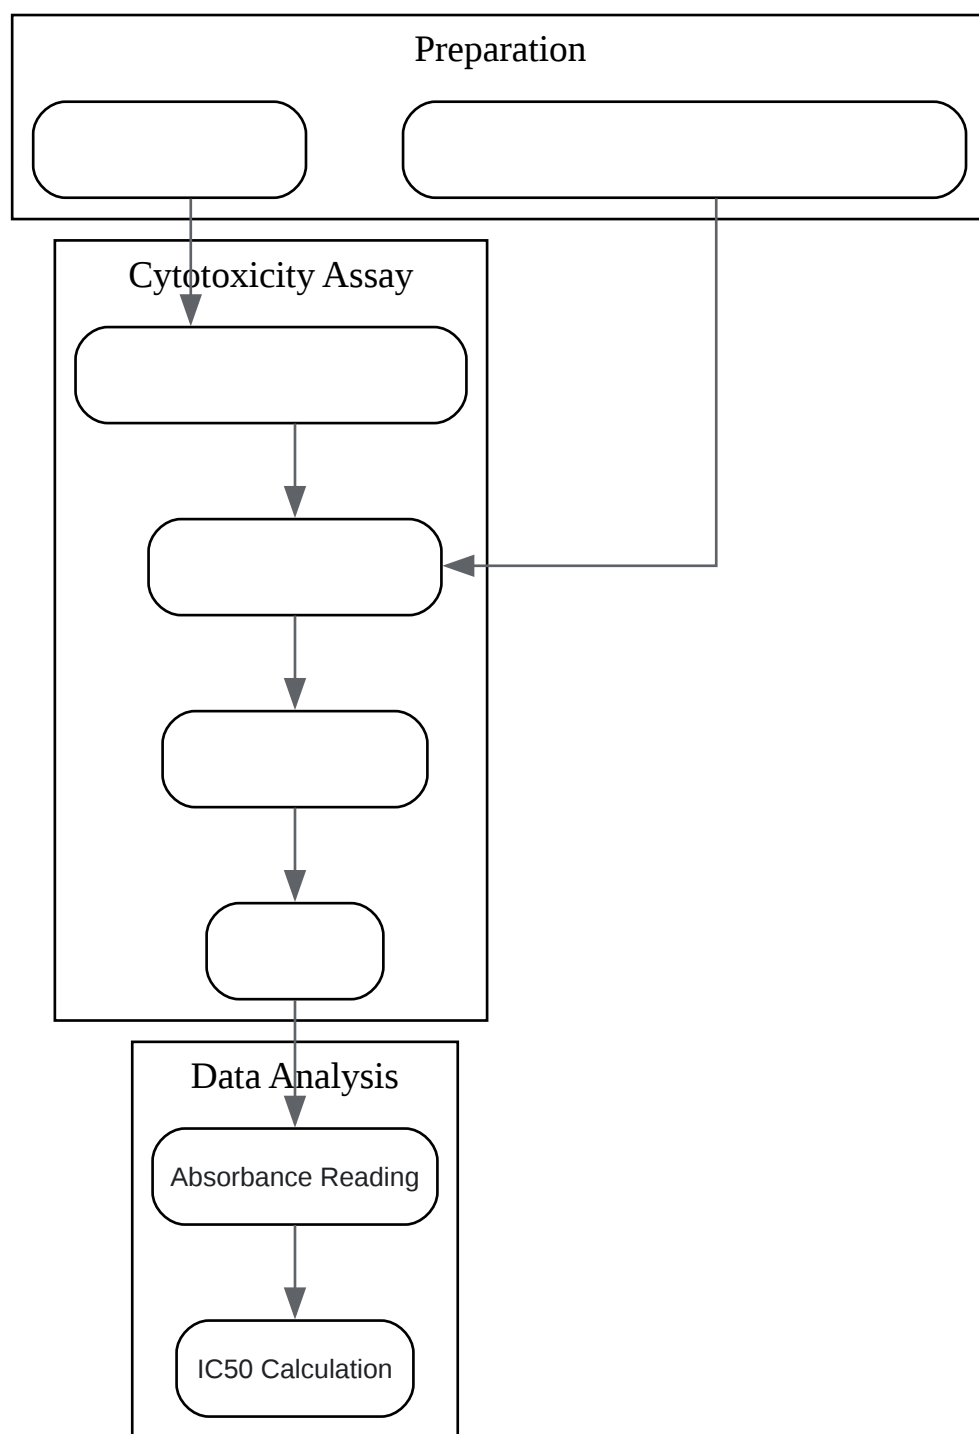 Preparation
Cytotoxicity Assay
Data Analysis
Absorbance Reading
IC50 Calculation